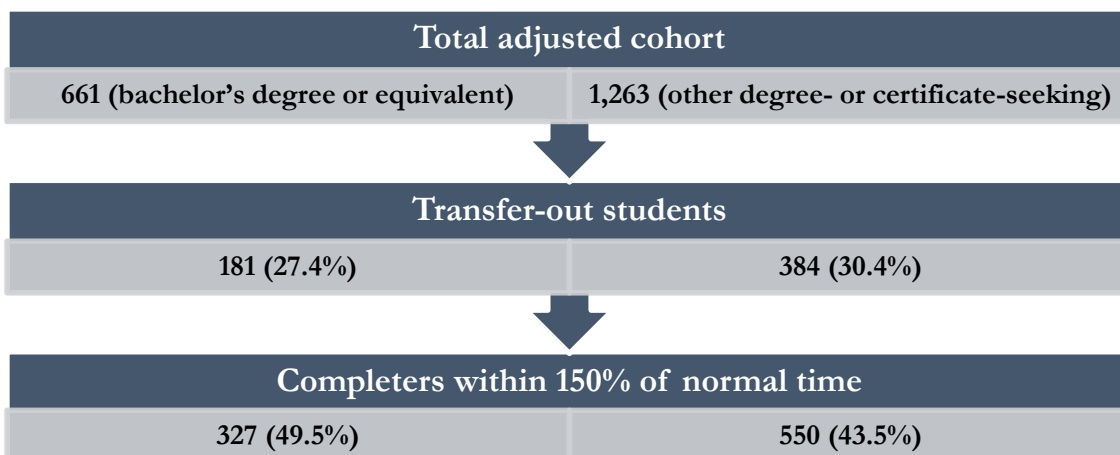 Total adjusted cohort
661 (bachelor’s degree or equivalent) 1,263 (other degree- or certificate-seeking)
Transfer-out students
181 (27.4%) 384 (30.4%)
Completers within 150% of normal time
327 (49.5%) 550 (43.5%)